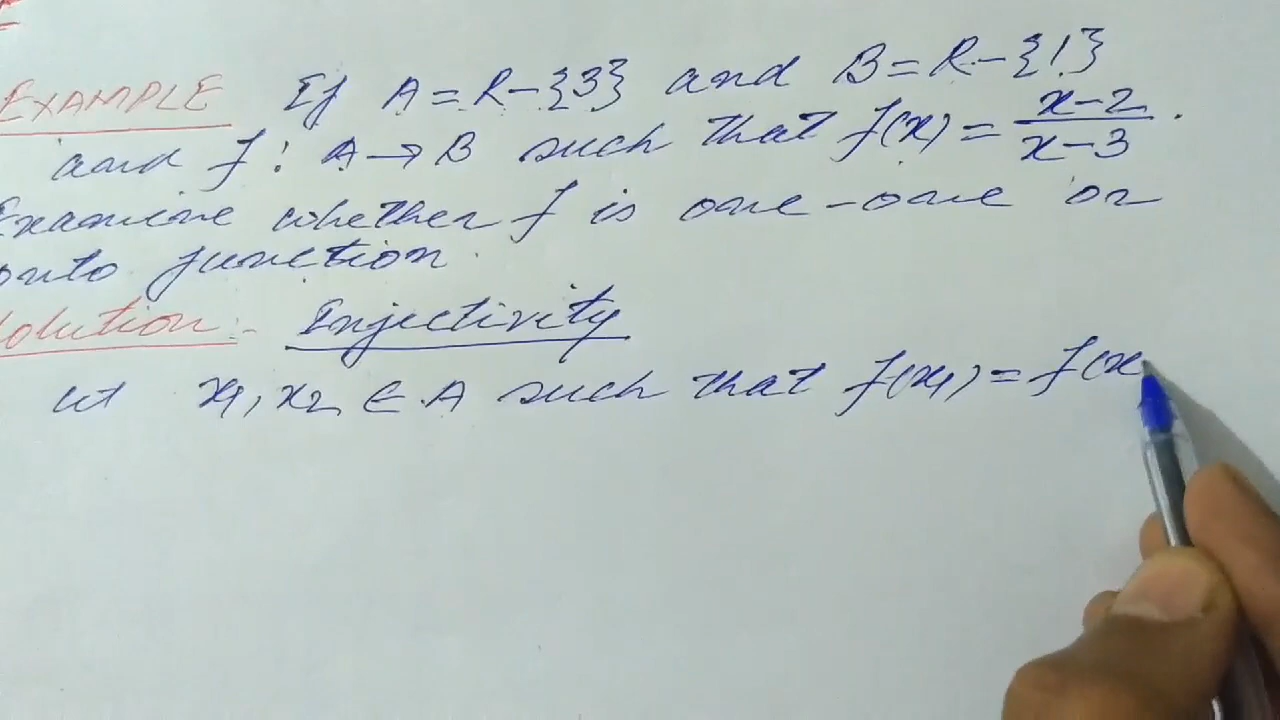 EXAMPLE If A = R-{3} and B = R-{1}
and f : A → B such that f(x) = x-2/x-3 .
Examine whether f is one-one or
onto function.
Solution:- Injectivity
Let x1, x2 ∈ A such that f(x1) = f(x